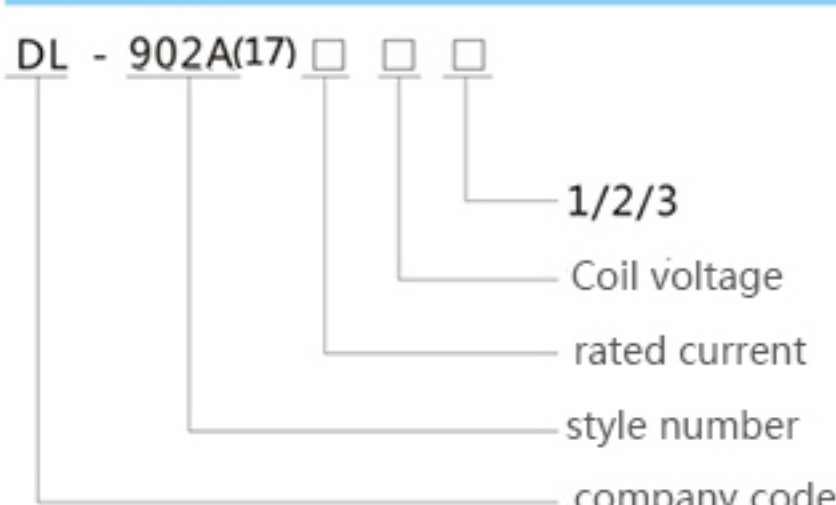 DL - 902A(17) □ □ □
1/2/3
Coil voltage
rated current
style number
company code